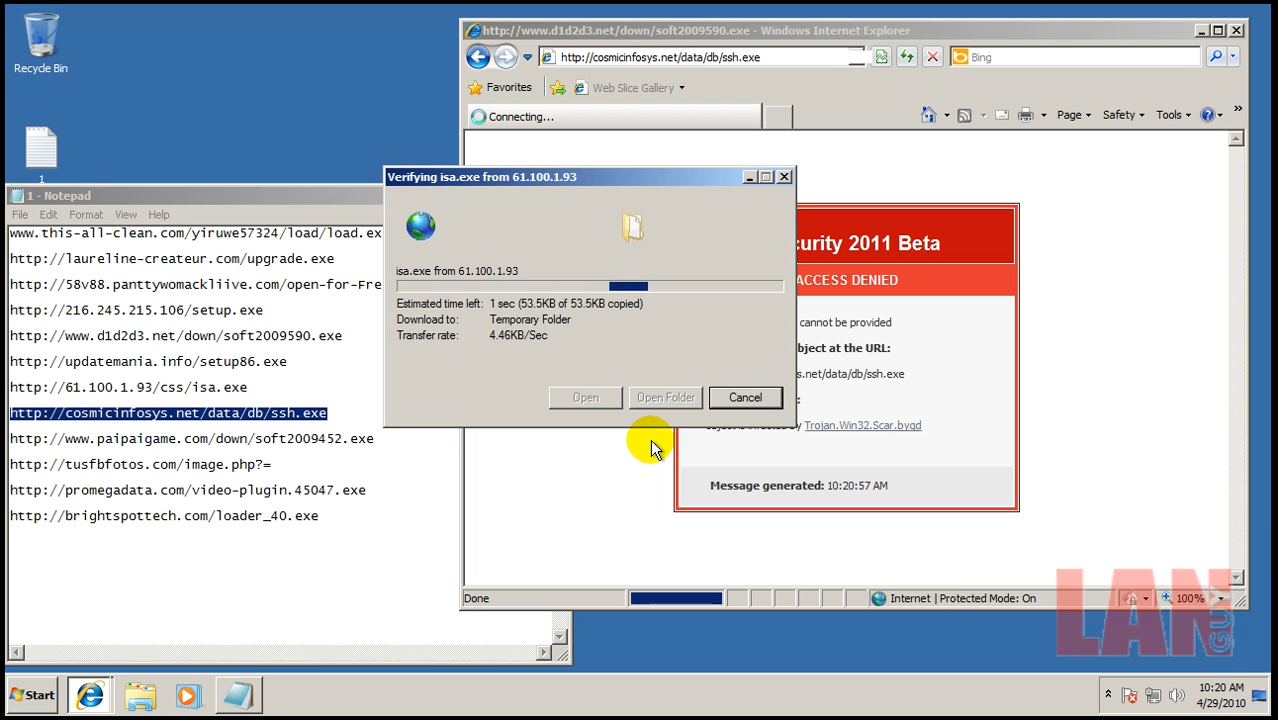 Recycle Bin
1
http://www.d1d2d3.net/down/soft2009590.exe - Windows Internet Explorer
http://cosmicinfosys.net/data/db/ssh.exe
Bing
Favorites
Web Slice Gallery
Connecting...
Page
Safety
Tools
»
1 - Notepad
File Edit Format View Help
www.this-all-clean.com/yiruwe57324/load/load.ex
http://laureline-createur.com/upgrade.exe
http://58v88.panttywomackliive.com/open-for-Fre
http://216.245.215.106/setup.exe
http://www.d1d2d3.net/down/soft2009590.exe
http://updatemania.info/setup86.exe
http://61.100.1.93/css/isa.exe
http://cosmicinfosys.net/data/db/ssh.exe
http://www.paipaigame.com/down/soft2009452.exe
http://tusfbfotos.com/image.php?=
http://promegadata.com/video-plugin.45047.exe
http://brightspottech.com/loader_40.exe
Verifying isa.exe from 61.100.1.93
isa.exe from 61.100.1.93
Estimated time left: 1 sec (53.5KB of 53.5KB copied)
Download to: Temporary Folder
Transfer rate: 4.46KB/Sec
Open
Open Folder
Cancel
curity 2011 Beta
ACCESS DENIED
cannot be provided
bject at the URL:
s.net/data/db/ssh.exe
infected by Trojan.Win32.Scar.bygd
Message generated: 10:20:57 AM
Done
Internet | Protected Mode: On
100%
LAN
GUY
Start
10:20 AM
4/29/2010